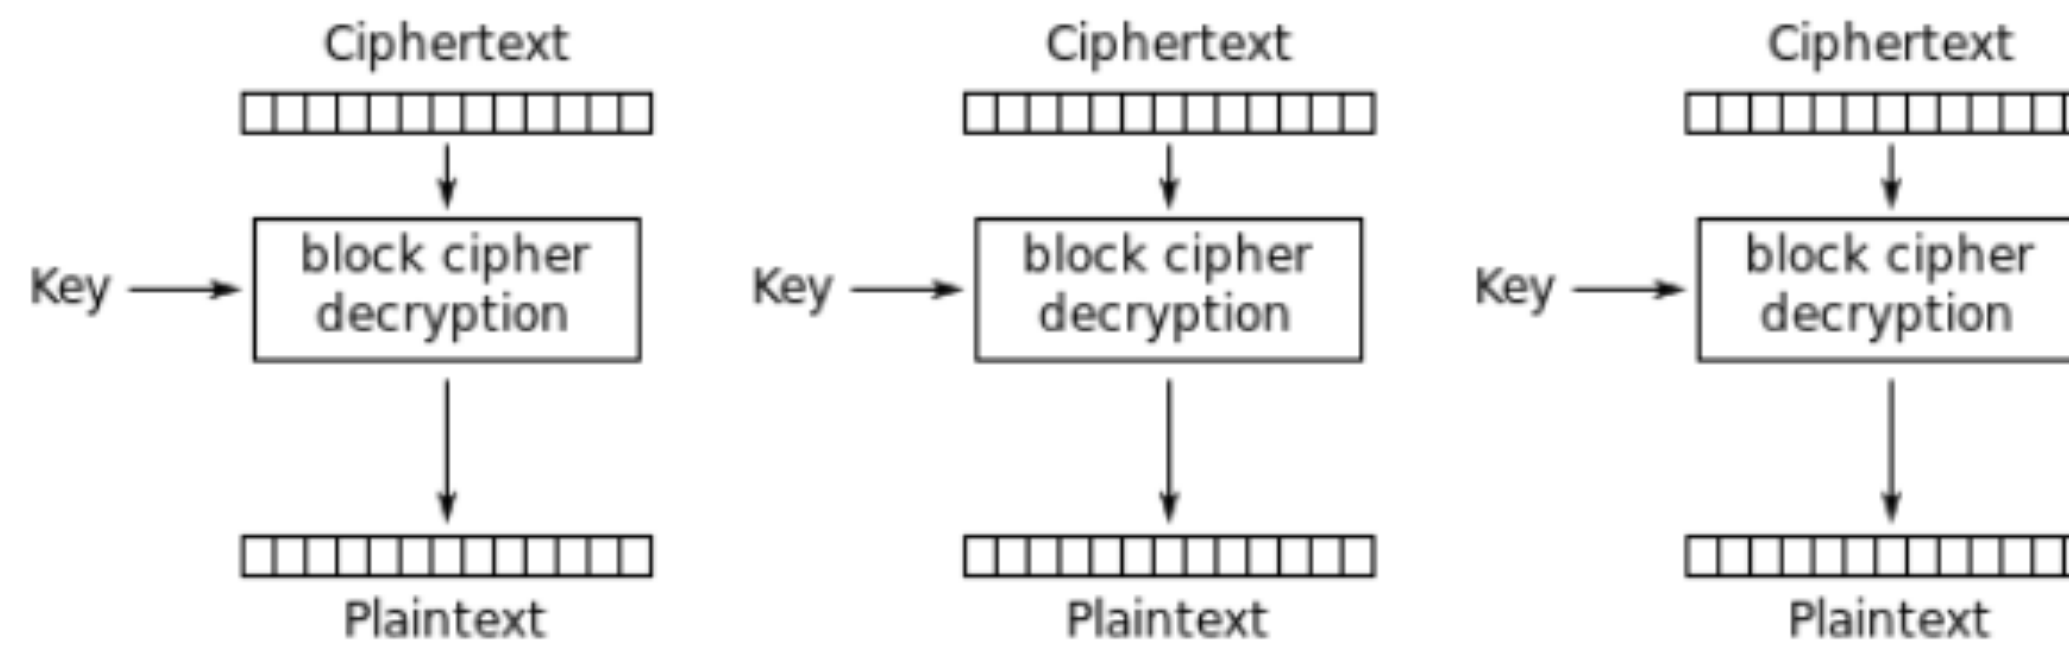 Ciphertext
Ciphertext
Ciphertext
Key
block cipher
decryption
Key
block cipher
decryption
Key
block cipher
decryption
Plaintext
Plaintext
Plaintext